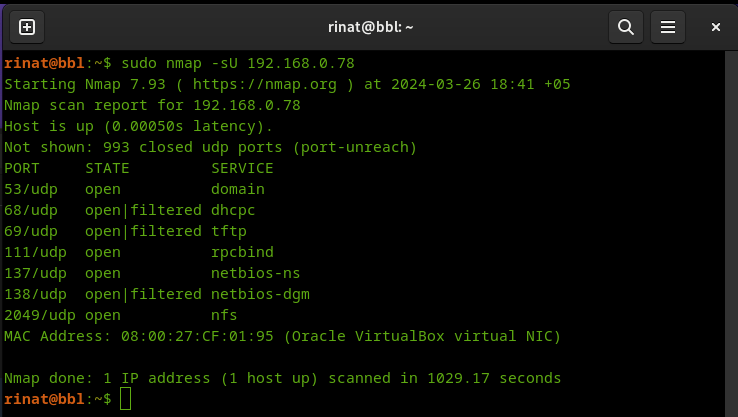 rinat@bbl: ~
rinat@bbl:~$ sudo nmap -sU 192.168.0.78
Starting Nmap 7.93 ( https://nmap.org ) at 2024-03-26 18:41 +05
Nmap scan report for 192.168.0.78
Host is up (0.00050s latency).
Not shown: 993 closed udp ports (port-unreach)
PORT     STATE         SERVICE
53/udp   open          domain
68/udp   open|filtered dhcpc
69/udp   open|filtered tftp
111/udp  open          rpcbind
137/udp  open          netbios-ns
138/udp  open|filtered netbios-dgm
2049/udp open          nfs
MAC Address: 08:00:27:CF:01:95 (Oracle VirtualBox virtual NIC)
Nmap done: 1 IP address (1 host up) scanned in 1029.17 seconds
rinat@bbl:~$